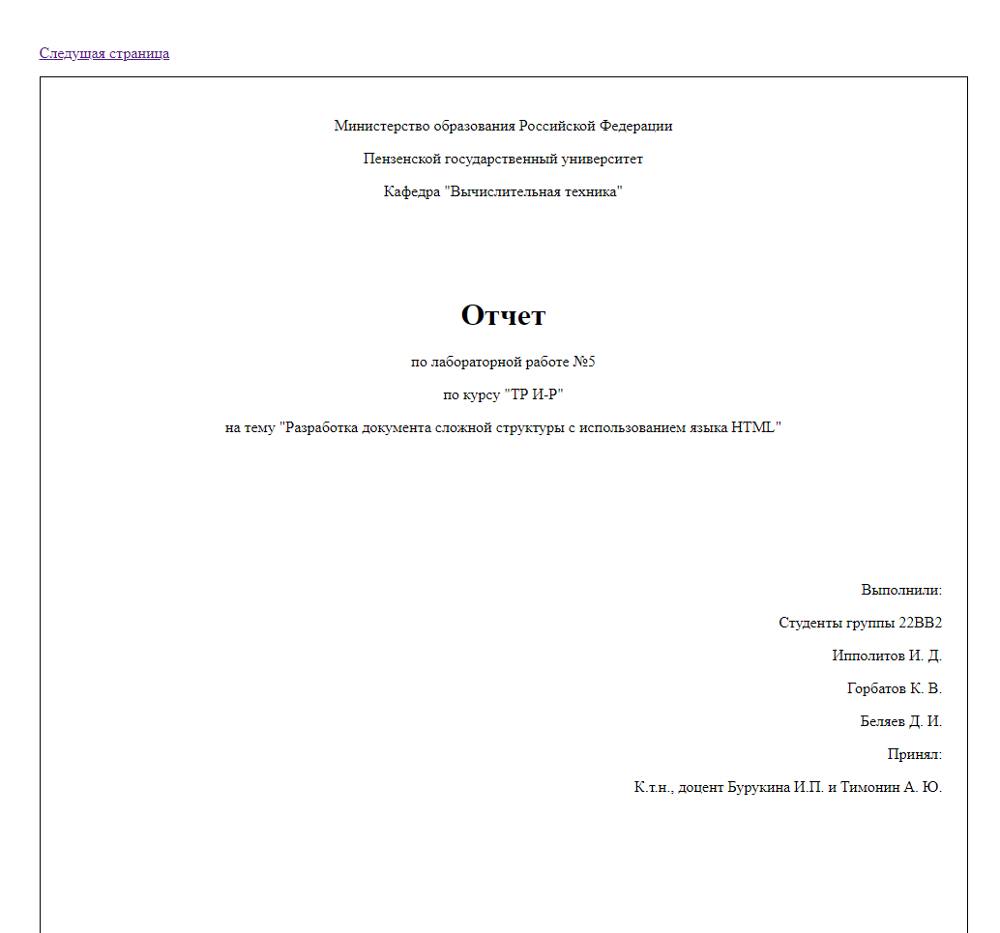 Следущая страница
Министерство образования Российской Федерации
Пензенской государственный университет
Кафедра "Вычислительная техника"
Отчет
по лабораторной работе №5
по курсу "ТР И-Р"
на тему "Разработка документа сложной структуры с использованием языка HTML"
Выполнили:
Студенты группы 22ВВ2
Ипполитов И. Д.
Горбатов К. В.
Беляев Д. И.
Принял:
К.т.н., доцент Бурукина И.П. и Тимонин А. Ю.